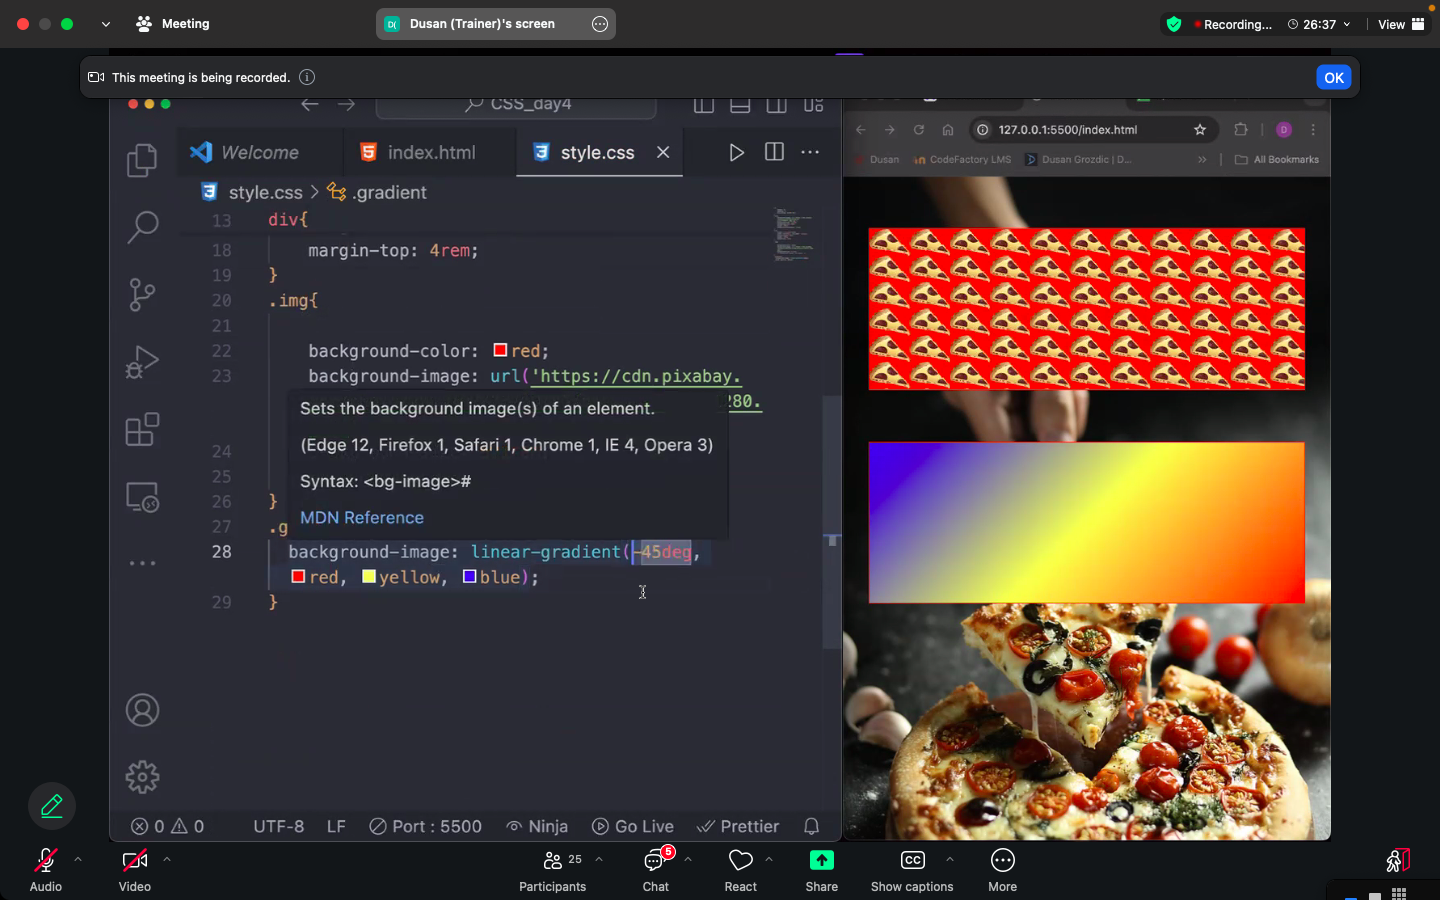 Meeting
D( Dusan (Trainer)'s screen
Recording... 26:37 View
This meeting is being recorded.
OK
CSS_day4
Welcome index.html style.css
style.css > .gradient
13 div{
18 margin-top: 4rem;
19 }
20 .img{
21
22 background-color: red;
23 background-image: url('https://cdn.pixabay.
280.
Sets the background image(s) of an element.
(Edge 12, Firefox 1, Safari 1, Chrome 1, IE 4, Opera 3)
Syntax: <bg-image>#
MDN Reference
24
25
26 }
27 .g
28 background-image: linear-gradient(-45deg,
red, yellow, blue);
29 }
0 0 UTF-8 LF Port : 5500 Ninja Go Live Prettier
127.0.0.1:5500/index.html D
Dusan CodeFactory LMS Dusan Grozdic | D... » All Bookmarks
Audio Video Participants 25 Chat 5 React Share CC Show captions More